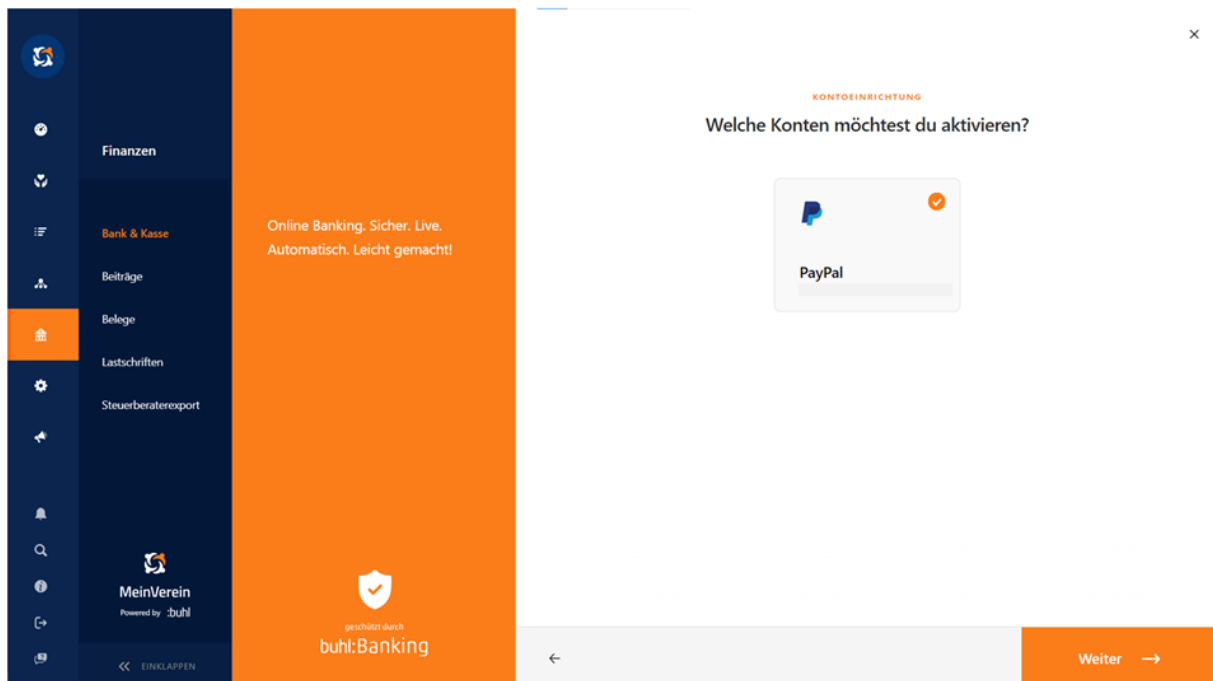 Finanzen
Bank & Kasse
Beiträge
Belege
Lastschriften
Steuerberaterexport
MeinVerein
Powered by :buhl
EINKLAPPEN
Online Banking. Sicher. Live.
Automatisch. Leicht gemacht!
geschützt durch
buhl:Banking
KONTOEINRICHTUNG
Welche Konten möchtest du aktivieren?
PayPal
Weiter